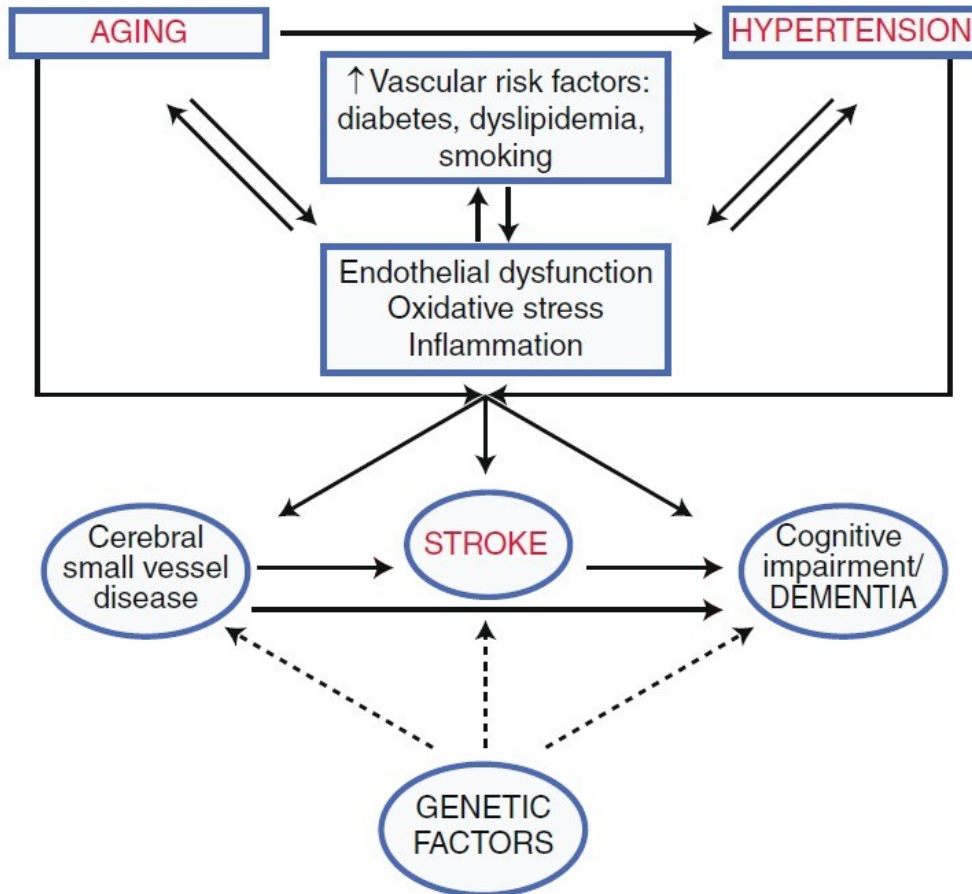 AGING
HYPERTENSION
↑ Vascular risk factors:
diabetes, dyslipidemia,
smoking
Endothelial dysfunction
Oxidative stress
Inflammation
Cerebral
small vessel
disease
STROKE
Cognitive
impairment/
DEMENTIA
GENETIC
FACTORS